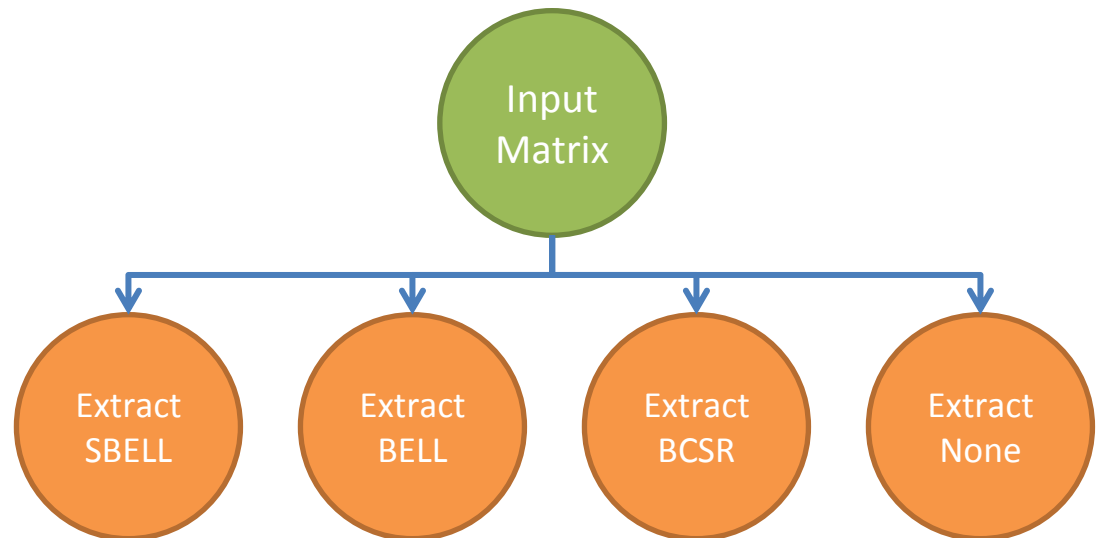 Input
Matrix
Extract
SBELL
Extract
BELL
Extract
BCSR
Extract
None